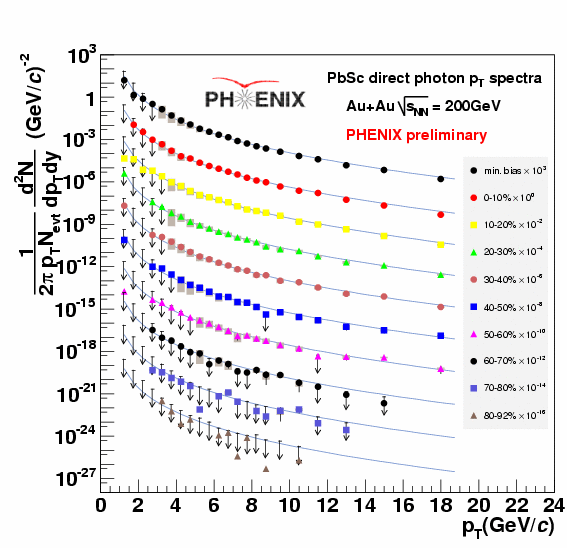 PbSc direct photon pT spectra
PHENIX
Au+Au √sNN = 200GeV
PHENIX preliminary
1/2π pTNevt d²N/dpTdy (GeV/c)⁻²
10³
1
10⁻³
10⁻⁶
10⁻⁹
10⁻¹²
10⁻¹⁵
10⁻¹⁸
10⁻²¹
10⁻²⁴
10⁻²⁷
min. bias × 10³
0-10% × 10⁰
10-20% × 10⁻²
20-30% × 10⁻⁴
30-40% × 10⁻⁶
40-50% × 10⁻⁸
50-60% × 10⁻¹⁰
60-70% × 10⁻¹²
70-80% × 10⁻¹⁴
80-92% × 10⁻¹⁶
0 2 4 6 8 10 12 14 16 18 20 22 24
pT(GeV/c)